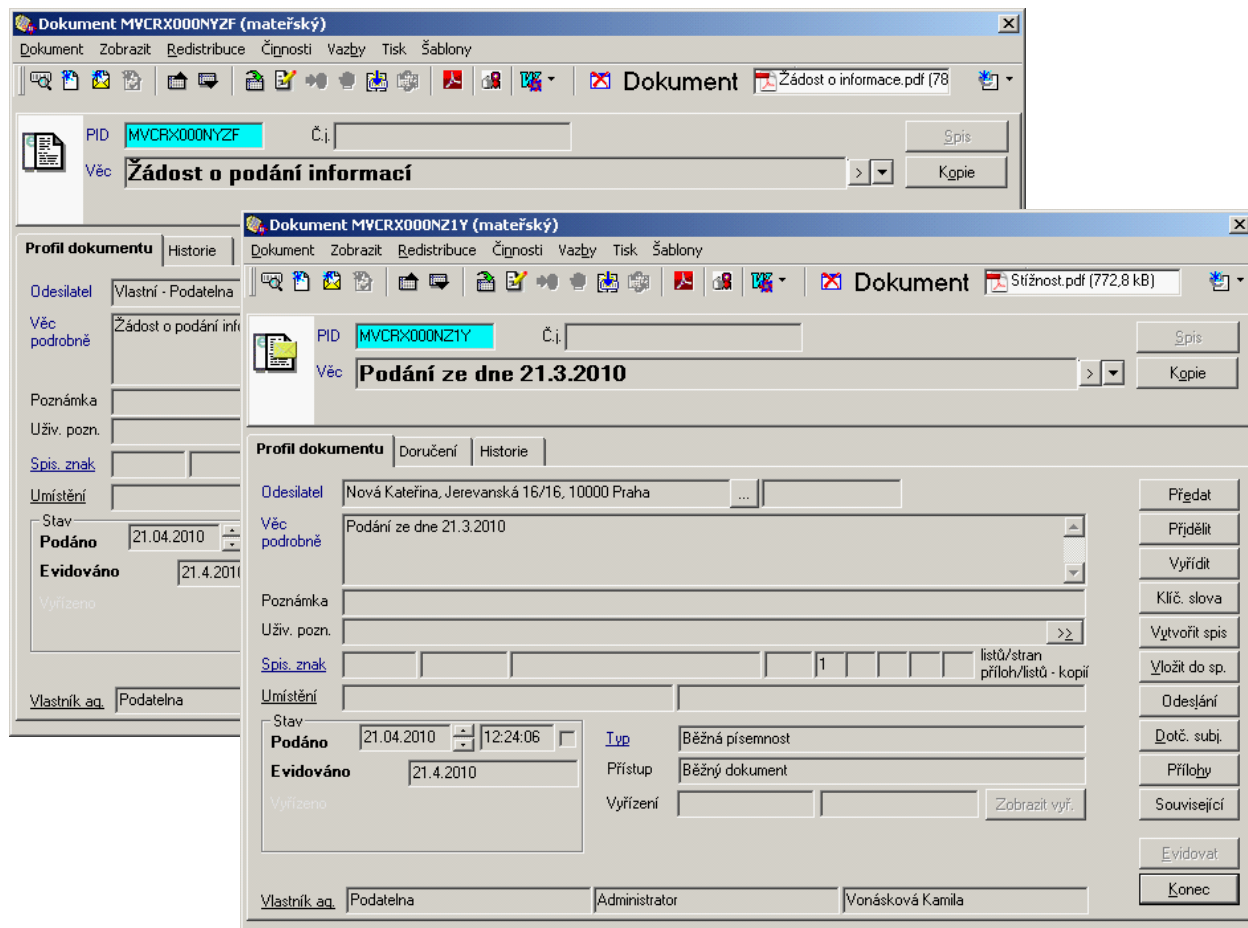 Dokument MVCRX000NYZF (mateřský)
Dokument Zobrazit Redistribuce Činnosti Vazby Tisk Šablony
Dokument Žádost o informace.pdf (78
PID MVCRX000NYZF Č.j. Spis
Věc Žádost o podání informací > Kopie
Profil dokumentu Historie
Odesilatel Vlastní - Podatelna
Věc podrobně Žádost o podání inf
Poznámka
Uživ. pozn.
Spis. znak
Umístění
Stav
Podáno 21.04.2010
Evidováno 21.4.201
Vyřízeno
Vlastník ag. Podatelna
Dokument MVCRX000NZ1Y (mateřský)
Dokument Zobrazit Redistribuce Činnosti Vazby Tisk Šablony
Dokument Stížnost.pdf (772,8 kB)
PID MVCRX000NZ1Y Č.j. Spis
Věc Podání ze dne 21.3.2010 > Kopie
Profil dokumentu Doručení Historie
Odesilatel Nová Kateřina, Jerevanská 16/16, 10000 Praha ... Předat
Věc podrobně Podání ze dne 21.3.2010 Přidělit
Vyřídit
Poznámka Klíč. slova
Uživ. pozn. >> Vytvořit spis
Spis. znak 1 listů/stran
příloh/listů - kopií Vložit do sp.
Umístění Odeslání
Stav
Podáno 21.04.2010 12:24:06 Typ Běžná písemnost Dotč. subj.
Evidováno 21.4.2010 Přístup Běžný dokument Přílohy
Vyřízeno Vyřízení Zobrazit vyř. Související
Evidovat
Konec
Vlastník ag. Podatelna Administrator Vonásková Kamila